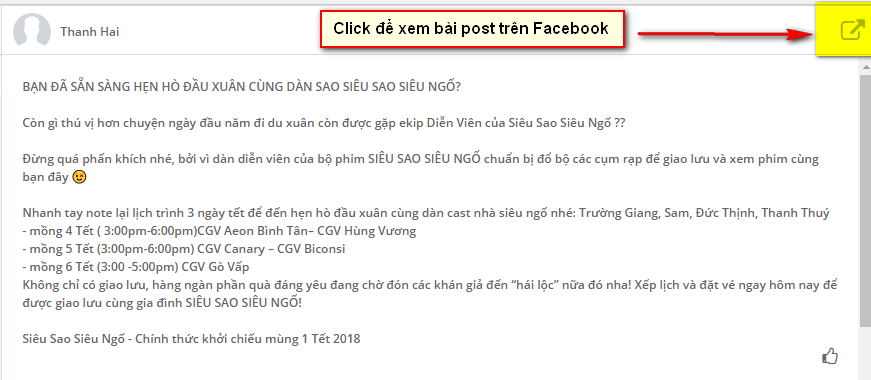 Thanh Hai
Click để xem bài post trên Facebook
BẠN ĐÃ SẴN SÀNG HẸN HÒ ĐẦU XUÂN CÙNG DÀN SAO SIÊU SAO SIÊU NGỐ?
Còn gì thú vị hơn chuyện ngày đầu năm đi du xuân còn được gặp ekip Diễn Viên của Siêu Sao Siêu Ngố ??
Đừng quá phấn khích nhé, bởi vì dàn diễn viên của bộ phim SIÊU SAO SIÊU NGỐ chuẩn bị đổ bộ các cụm rạp để giao lưu và xem phim cùng
bạn đây 😉
Nhanh tay note lại lịch trình 3 ngày tết để đến hẹn hò đầu xuân cùng dàn cast nhà siêu ngố nhé: Trường Giang, Sam, Đức Thịnh, Thanh Thuý
- mồng 4 Tết ( 3:00pm-6:00pm)CGV Aeon Bình Tân– CGV Hùng Vương
- mồng 5 Tết (3:00pm-6:00pm) CGV Canary – CGV Biconsi
- mồng 6 Tết (3:00 -5:00pm) CGV Gò Vấp
Không chỉ có giao lưu, hàng ngàn phần quà đáng yêu đang chờ đón các khán giả đến “hái lộc” nữa đó nha! Xếp lịch và đặt vé ngay hôm nay để
được giao lưu cùng gia đình SIÊU SAO SIÊU NGỐ!
Siêu Sao Siêu Ngố - Chính thức khởi chiếu mùng 1 Tết 2018